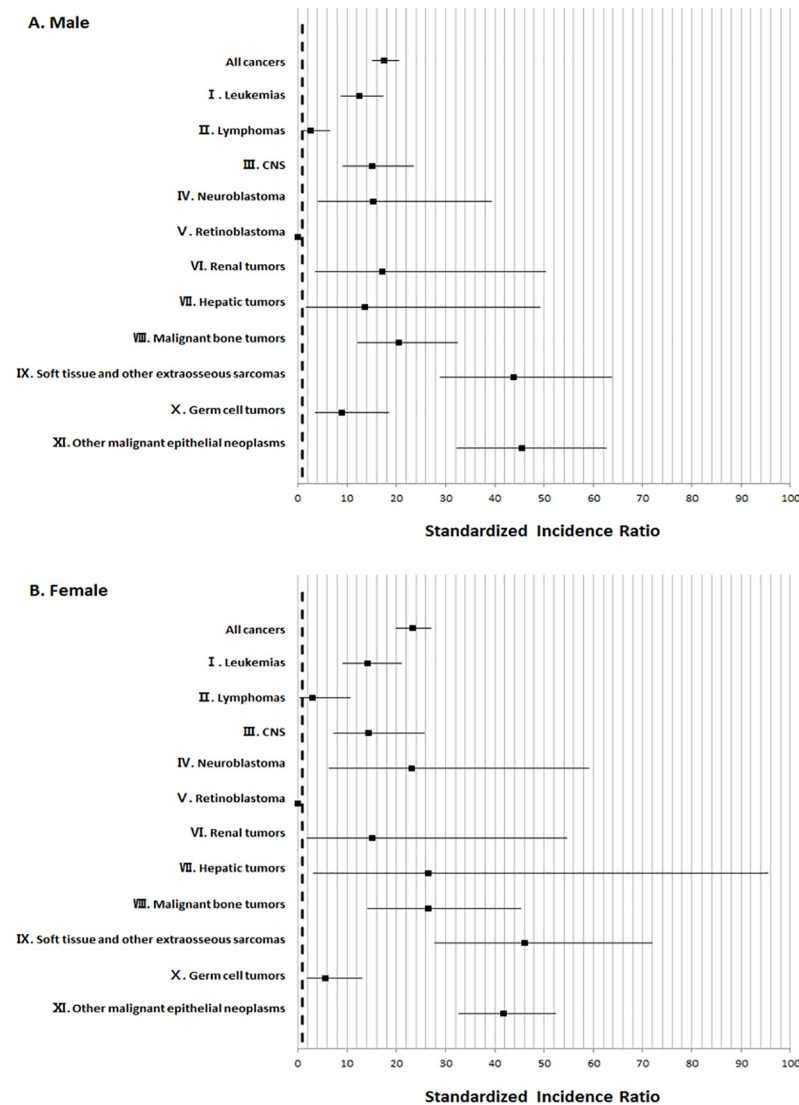 A. Male
All cancers
Ⅰ. Leukemias
Ⅱ. Lymphomas
Ⅲ. CNS
Ⅳ. Neuroblastoma
Ⅴ. Retinoblastoma
Ⅵ. Renal tumors
Ⅶ. Hepatic tumors
Ⅷ. Malignant bone tumors
Ⅸ. Soft tissue and other extraosseous sarcomas
Ⅹ. Germ cell tumors
Ⅺ. Other malignant epithelial neoplasms
0 10 20 30 40 50 60 70 80 90 100
Standardized Incidence Ratio
B. Female
All cancers
Ⅰ. Leukemias
Ⅱ. Lymphomas
Ⅲ. CNS
Ⅳ. Neuroblastoma
Ⅴ. Retinoblastoma
Ⅵ. Renal tumors
Ⅶ. Hepatic tumors
Ⅷ. Malignant bone tumors
Ⅸ. Soft tissue and other extraosseous sarcomas
Ⅹ. Germ cell tumors
Ⅺ. Other malignant epithelial neoplasms
0 10 20 30 40 50 60 70 80 90 100
Standardized Incidence Ratio